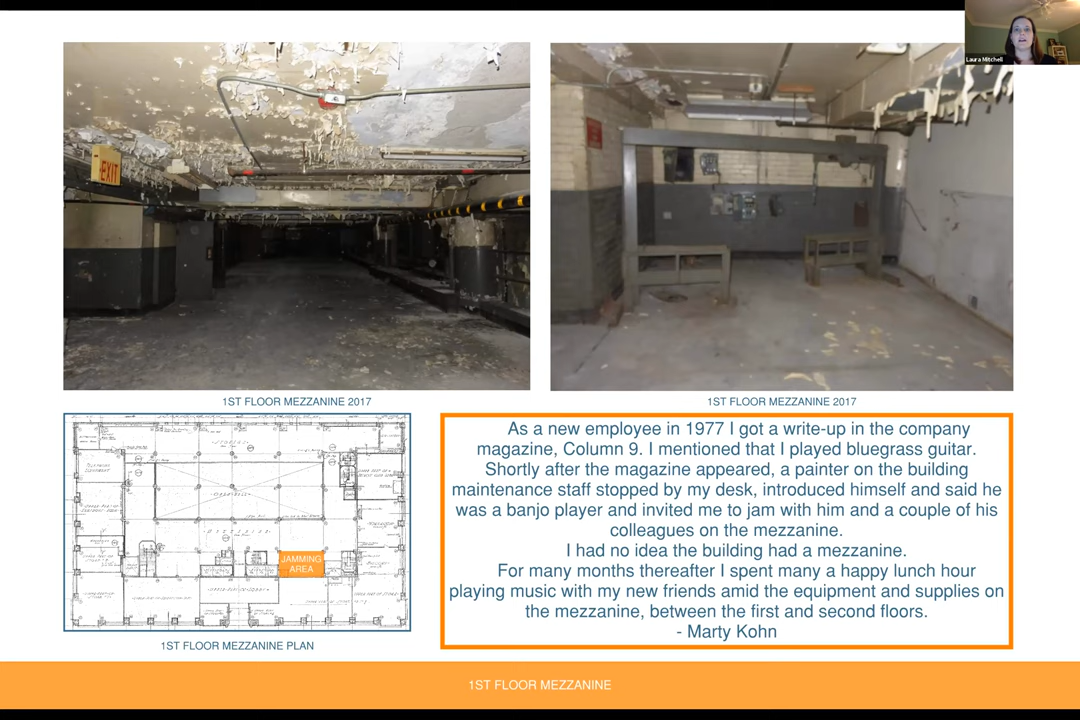 Laura Mitchell
EXIT
1ST FLOOR MEZZANINE 2017
1ST FLOOR MEZZANINE 2017
JAMMING
AREA
1ST FLOOR MEZZANINE PLAN
As a new employee in 1977 I got a write-up in the company
magazine, Column 9. I mentioned that I played bluegrass guitar.
Shortly after the magazine appeared, a painter on the building
maintenance staff stopped by my desk, introduced himself and said he
was a banjo player and invited me to jam with him and a couple of his
colleagues on the mezzanine.
I had no idea the building had a mezzanine.
For many months thereafter I spent many a happy lunch hour
playing music with my new friends amid the equipment and supplies on
the mezzanine, between the first and second floors.
- Marty Kohn
1ST FLOOR MEZZANINE